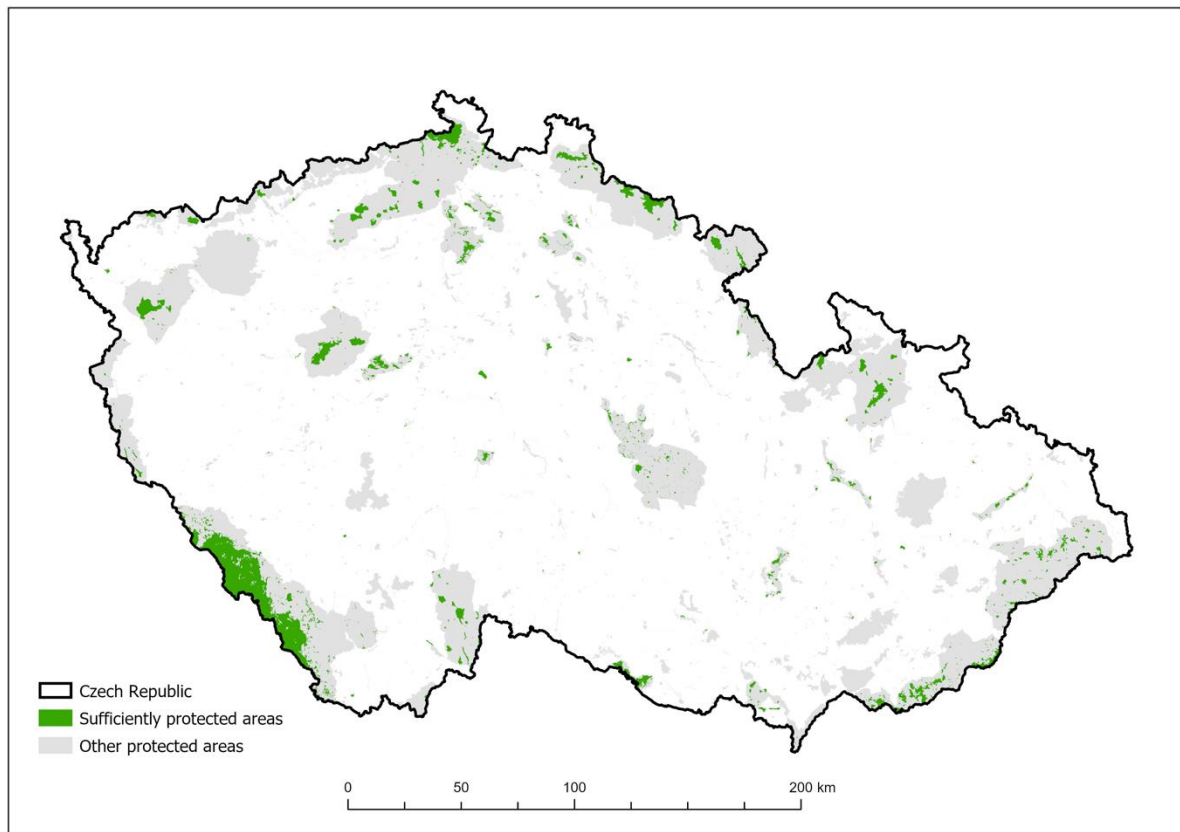 Czech Republic
Sufficiently protected areas
Other protected areas
0 50 100 200 km